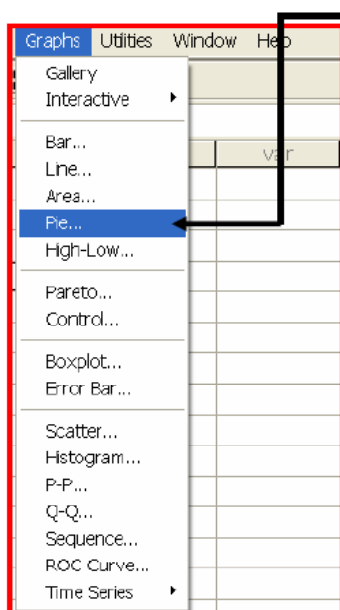 Graphs Utilities Window Help
Gallery
Interactive
var
Bar...
Line...
Area...
Pie...
High-Low...
Pareto...
Control...
Boxplot...
Error Bar...
Scatter...
Histogram...
P-P...
Q-Q...
Sequence...
ROC Curve...
Time Series